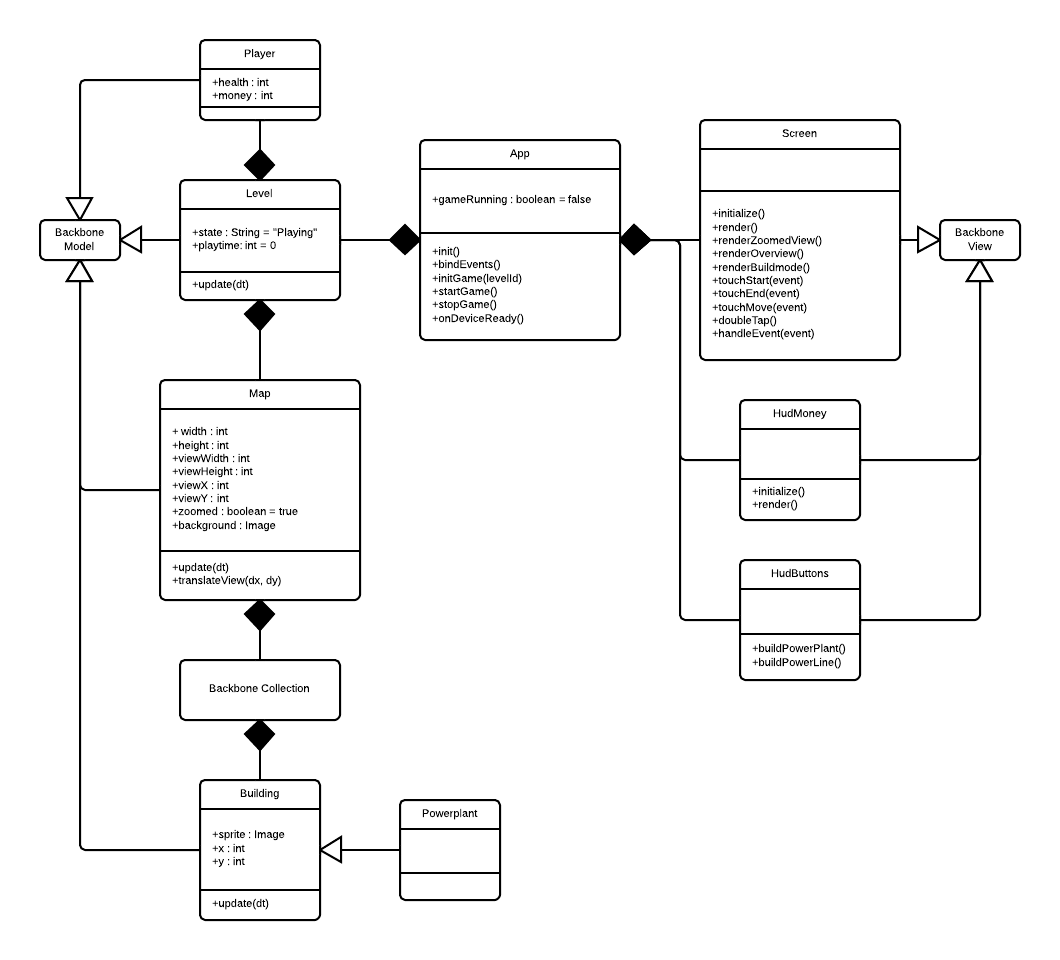 Player
+health : int
+money : int
Level
+state : String = "Playing"
+playtime: int = 0
+update(dt)
Backbone
Model
App
+gameRunning : boolean = false
+init()
+bindEvents()
+initGame(levelId)
+startGame()
+stopGame()
+onDeviceReady()
Screen
+initialize()
+render()
+renderZoomedView()
+renderOverview()
+renderBuildmode()
+touchStart(event)
+touchEnd(event)
+touchMove(event)
+doubleTap()
+handleEvent(event)
Backbone
View
Map
+ width : int
+height : int
+viewWidth : int
+viewHeight : int
+viewX : int
+viewY : int
+zoomed : boolean = true
+background : Image
+update(dt)
+translateView(dx, dy)
HudMoney
+initialize()
+render()
HudButtons
+buildPowerPlant()
+buildPowerLine()
Backbone Collection
Building
+sprite : Image
+x : int
+y : int
+update(dt)
Powerplant